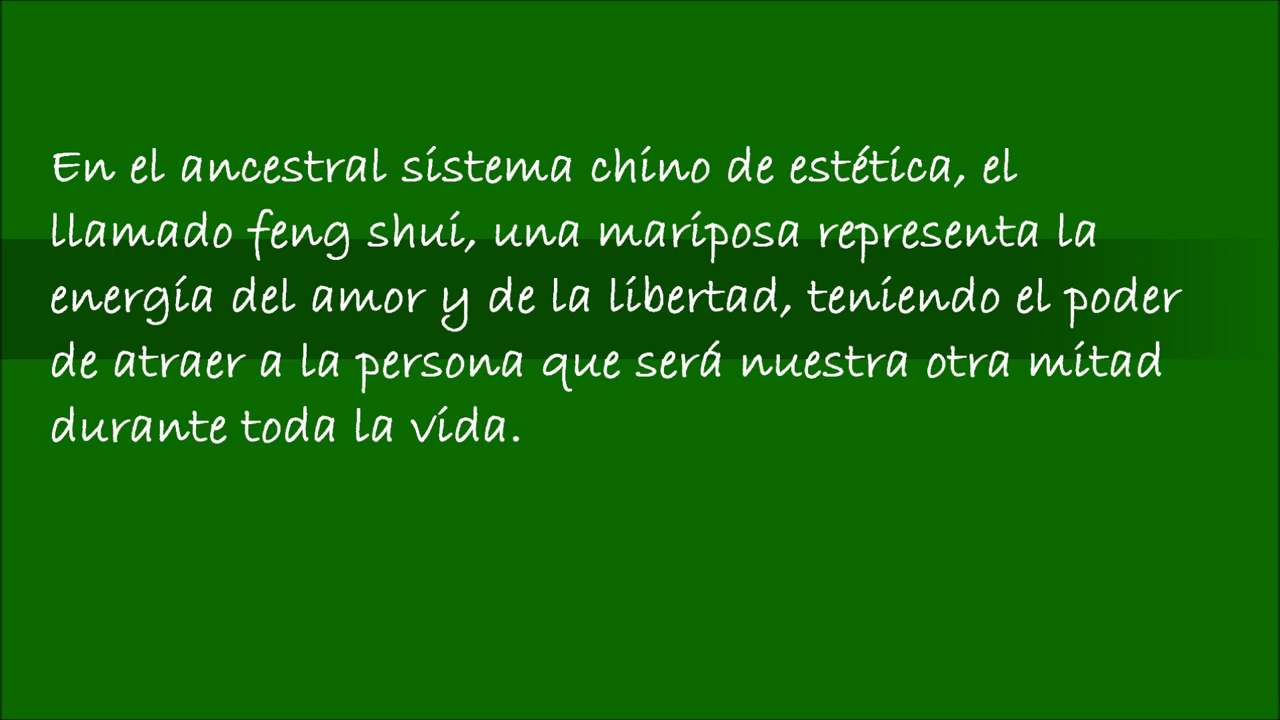 En el ancestral sistema chino de estética, el
llamado feng shui, una mariposa representa la
energía del amor y de la libertad, teniendo el poder
de atraer a la persona que será nuestra otra mitad
durante toda la vida.